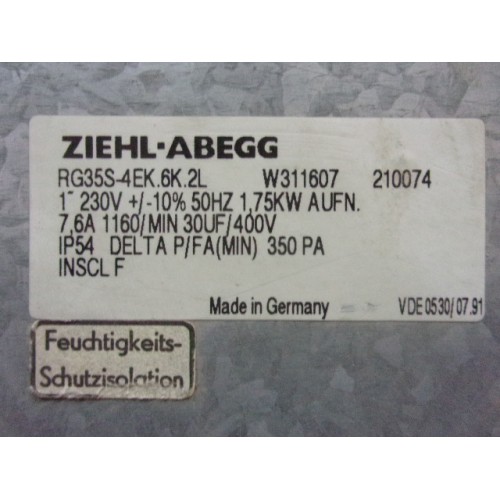 ZIEHL-ABEGG
RG35S-4EK.6K.2L W311607 210074
1~ 230V +/-10% 50HZ 1,75KW AUFN.
7,6A 1160/MIN 30UF/400V
IP54 DELTA P/FA(MIN) 350 PA
INSCL F
Made in Germany VDE 0530/07.91
Feuchtigkeits-
Schutzisolation